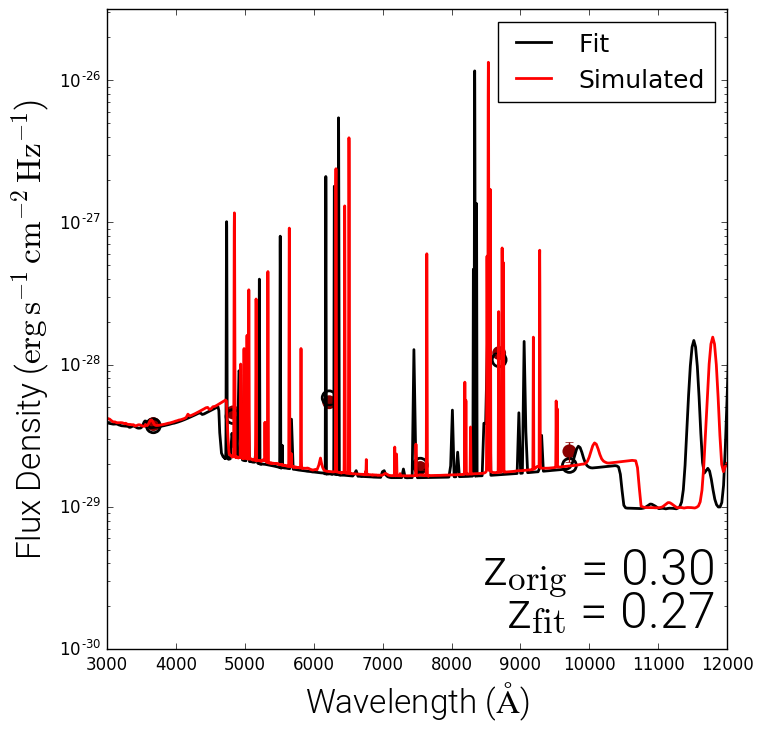 Fit
Simulated
10⁻²⁶
10⁻²⁷
10⁻²⁸
10⁻²⁹
10⁻³⁰
Flux Density (erg s⁻¹ cm⁻² Hz⁻¹)
z_orig = 0.30
z_fit = 0.27
3000 4000 5000 6000 7000 8000 9000 10000 11000 12000
Wavelength (Å)